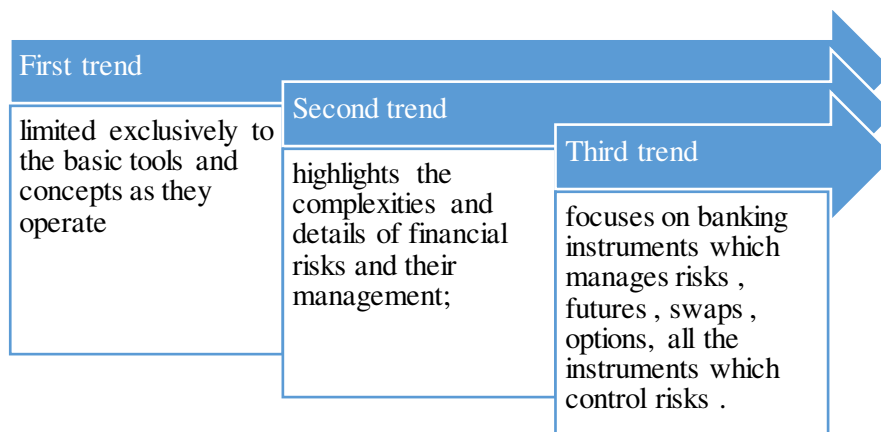 First trend
limited exclusively to
the basic tools and
concepts as they
operate
Second trend
highlights the
complexities and
details of financial
risks and their
management;
Third trend
focuses on banking
instruments which
manages risks ,
futures , swaps ,
options, all the
instruments which
control risks .